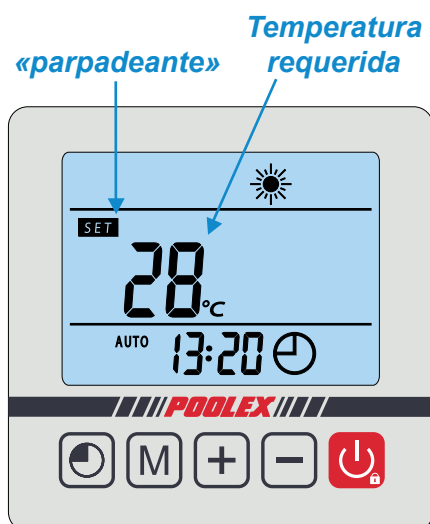 Temperatura
«parpadeante» requerida
SET
28°C
AUTO 13:20
POOLEX
M + −